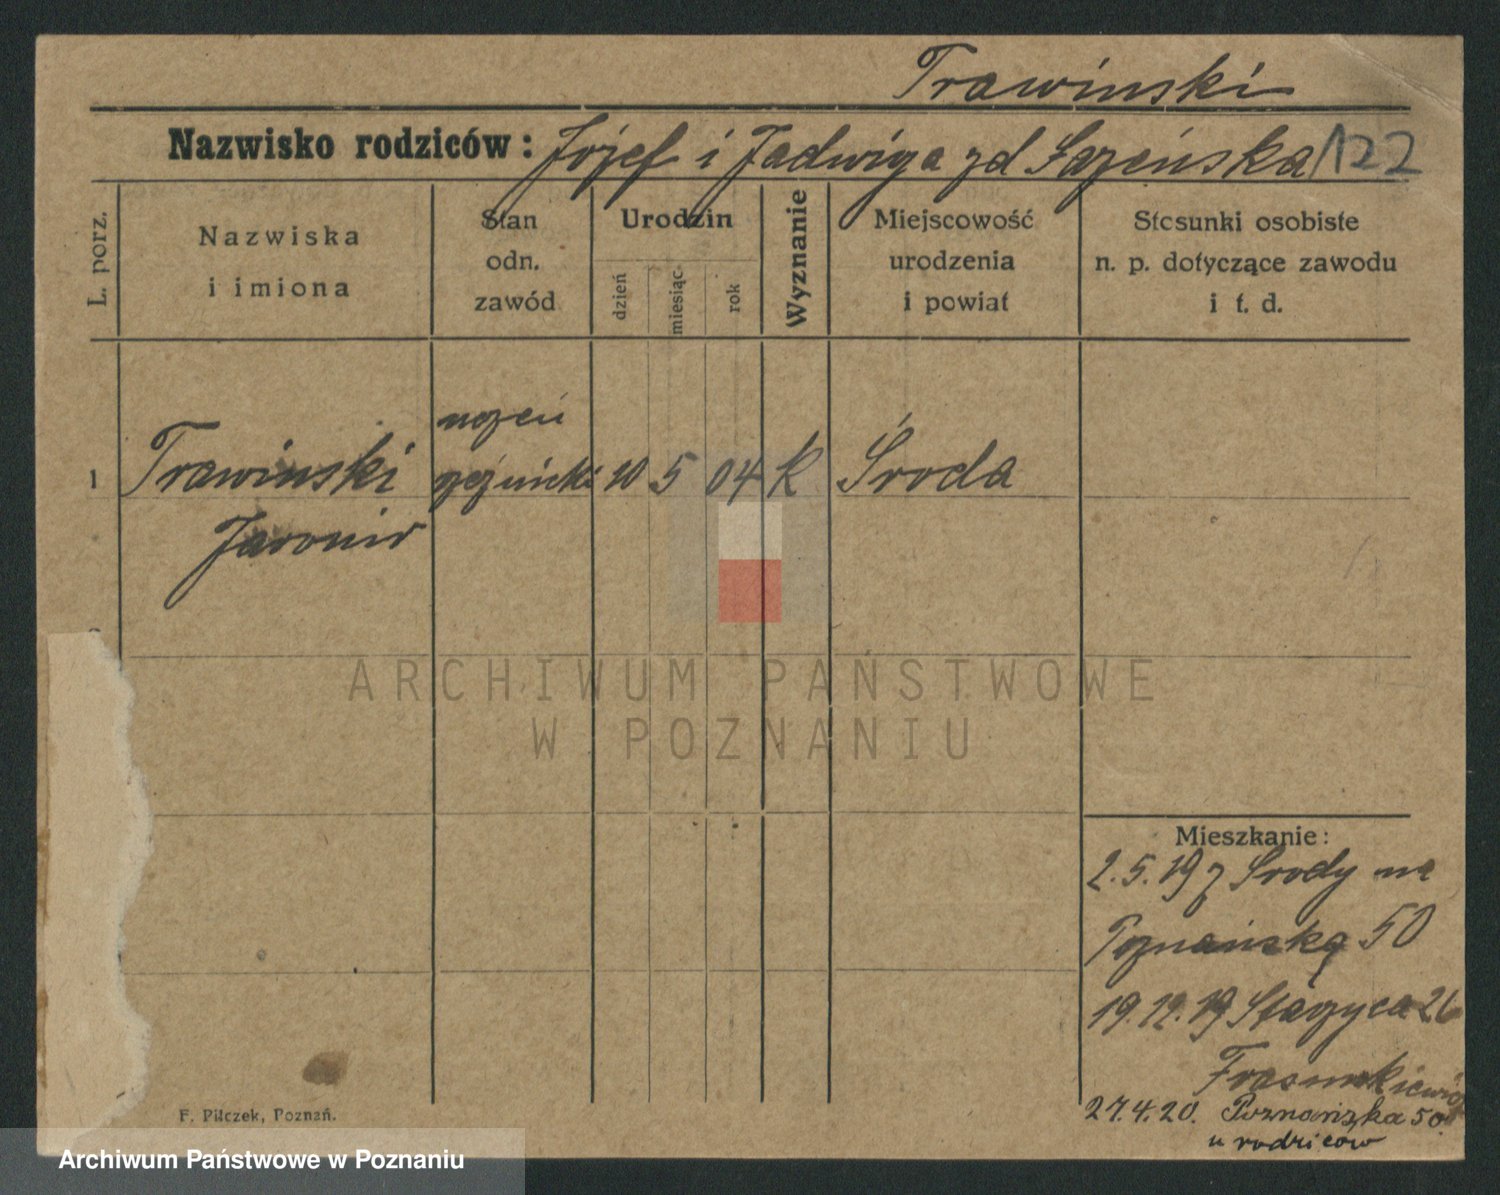 Trawinski
Nazwisko rodziców: Józef i Jadwiga zd Łazeńska 122
L. porz.
Nazwiska
i imiona
Stan
odn.
zawód
Urodzin
dzień
miesiąc
rok
Wyznanie
Miejscowość
urodzenia
i powiat
Stosunki osobiste
n. p. dotyczące zawodu
i t. d.
uczeń
1 Trawinski 10 5 04 K Środa
Jaromir
ARCHIWUM PAŃSTWOWE
W POZNANIU
Mieszkanie:
2.5.19 z Srody na
Poznańską 50
19.12.19 26
27.4.20. Poznańska 50
u rodziców
F. Pilczek, Poznań.
Archiwum Państwowe w Poznaniu